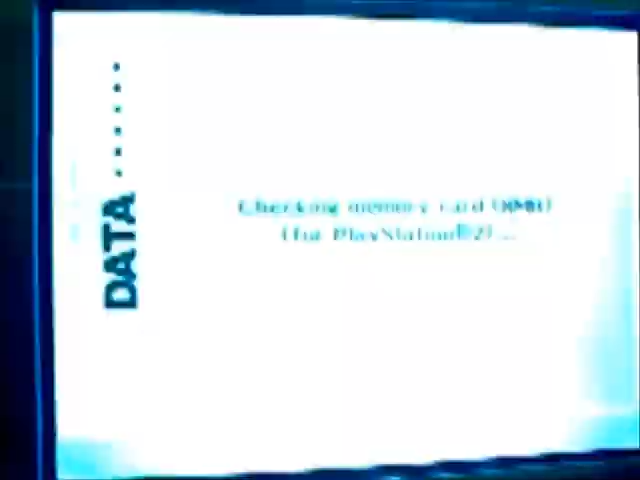 DATA ......
Checking memory card (8MB)
(for PlayStation®2) ...